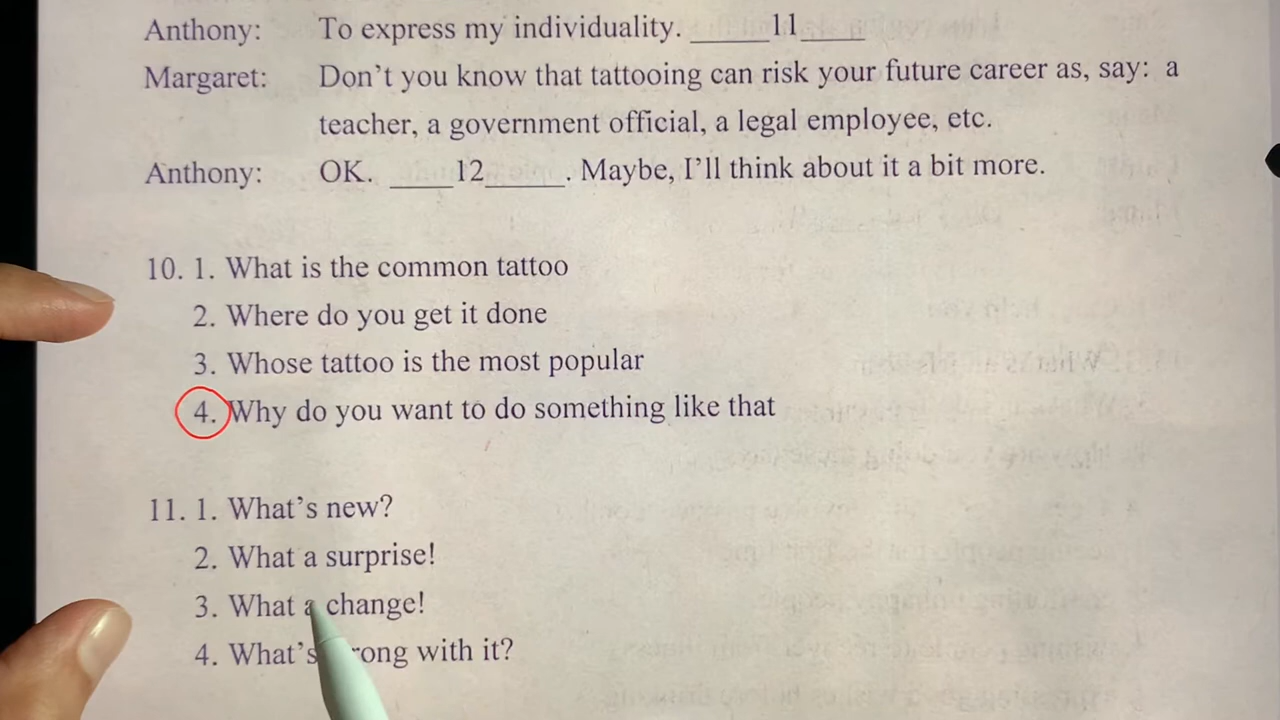 Anthony: To express my individuality. _____11____
Margaret: Don't you know that tattooing can risk your future career as, say: a
teacher, a government official, a legal employee, etc.
Anthony: OK. ____12_____. Maybe, I'll think about it a bit more.
10. 1. What is the common tattoo
2. Where do you get it done
3. Whose tattoo is the most popular
4. Why do you want to do something like that
11. 1. What's new?
2. What a surprise!
3. What a change!
4. What's with it?